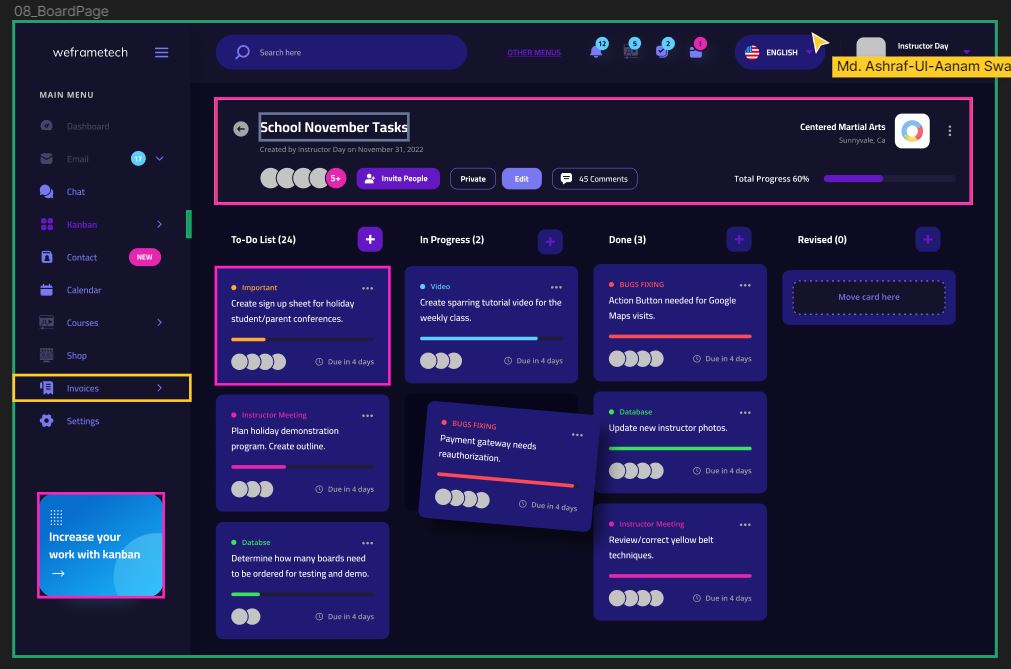 08_BoardPage
weframetech
Search here
OTHER MENUS
12
5
2
1
ENGLISH
Instructor Day
Md. Ashraf-Ul-Aanam Swa
MAIN MENU
Dashboard
Email
17
Chat
Kanban
Contact
NEW
Calendar
Courses
Shop
Invoices
Settings
Increase your
work with kanban
School November Tasks
Created by Instructor Day on November 31, 2022
5+
Invite People
Private
Edit
45 Comments
Centered Martial Arts
Sunnyvale, Ca
Total Progress 60%
To-Do List (24)
Important
Create sign up sheet for holiday
student/parent conferences.
Due in 4 days
Instructor Meeting
Plan holiday demonstration
program. Create outline.
Due in 4 days
Databse
Determine how many boards need
to be ordered for testing and demo.
Due in 4 days
In Progress (2)
Video
Create sparring tutorial video for the
weekly class.
Due in 4 days
BUGS FIXING
Payment gateway needs
reauthorization.
Due in 4 days
Done (3)
BUGS FIXING
Action Button needed for Google
Maps visits.
Due in 4 days
Database
Update new instructor photos.
Due in 4 days
Instructor Meeting
Review/correct yellow belt
techniques.
Due in 4 days
Revised (0)
Move card here